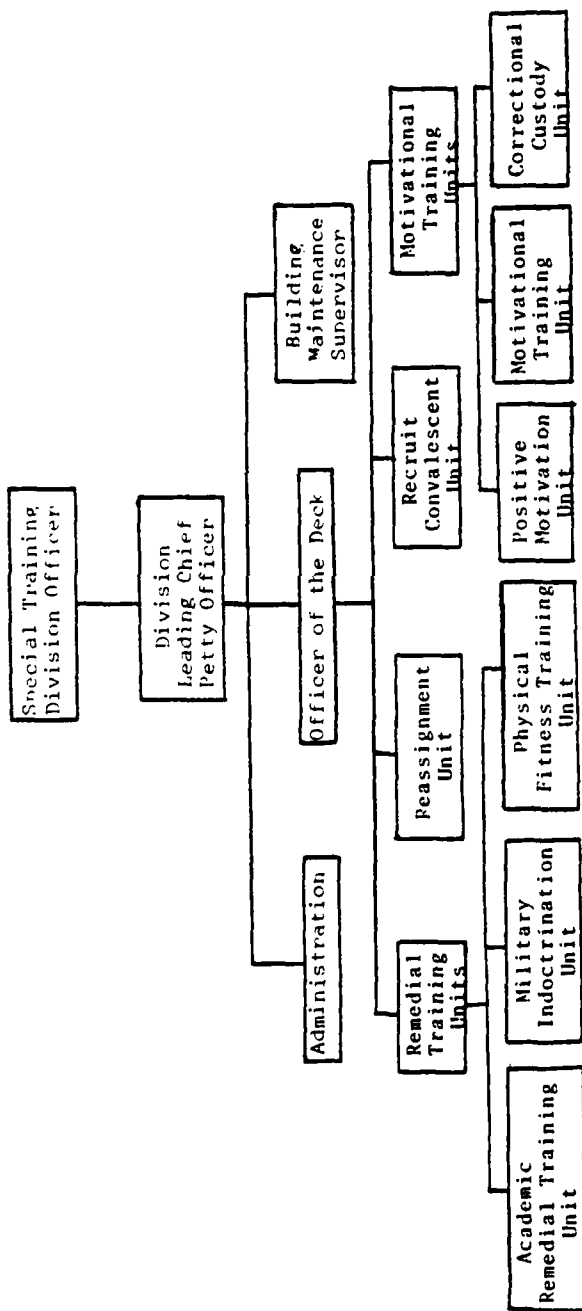 Special Training
Division Officer
Division
Leading Chief
Petty Officer
Administration
Officer of the Deck
Building
Maintenance
Supervisor
Remedial
Training
Units
Reassignment
Unit
Recruit
Convalescent
Unit
Motivational
Training
Units
Academic
Remedial Training
Unit
Military
Indoctrination
Unit
Physical
Fitness Training
Unit
Positive
Motivation
Unit
Motivational
Training
Unit
Correctional
Custody
Unit